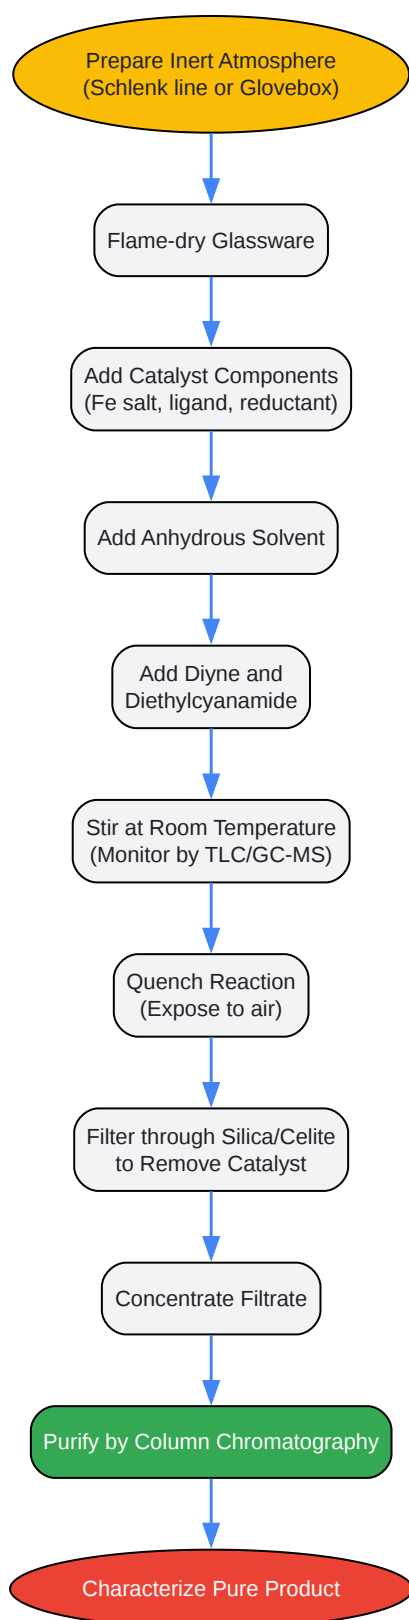 Prepare Inert Atmosphere
(Schlenk line or Glovebox)
Flame-dry Glassware
Add Catalyst Components
(Fe salt, ligand, reductant)
Add Anhydrous Solvent
Add Diyne and
Diethylcyanamide
Stir at Room Temperature
(Monitor by TLC/GC-MS)
Quench Reaction
(Expose to air)
Filter through Silica/Celite
to Remove Catalyst
Concentrate Filtrate
Purify by Column Chromatography
Characterize Pure Product